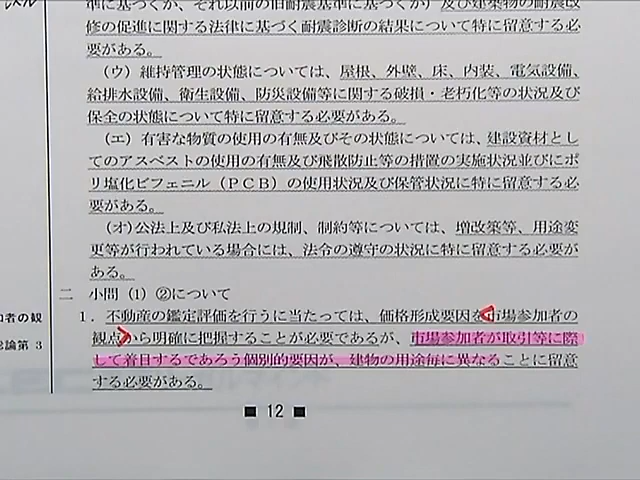 準に基づくか、それ以前の旧耐震基準に基づくか）及び建築物の耐震改
修の促進に関する法律に基づく耐震診断の結果について特に留意する必
要がある。
（ウ）維持管理の状態については、屋根、外壁、床、内装、電気設備、
給排水設備、衛生設備、防災設備等に関する破損・老朽化等の状況及び
保全の状態について特に留意する必要がある。
（エ）有害な物質の使用の有無及びその状態については、建設資材とし
てのアスベストの使用の有無及び飛散防止等の措置の実施状況並びにポ
リ塩化ビフェニル（ＰＣＢ）の使用状況及び保管状況に特に留意する必
要がある。
（オ）公法上及び私法上の規制、制約等については、増改築等、用途変
更等が行われている場合には、法令の遵守の状況に特に留意する必要が
ある。
二　小問（1）②について
１．不動産の鑑定評価を行うに当たっては、価格形成要因を市場参加者の
観点から明確に把握することが必要であるが、市場参加者が取引等に際
して着目するであろう個別的要因が、建物の用途毎に異なることに留意
する必要がある。
加者の観
総論第 3
■ 12 ■